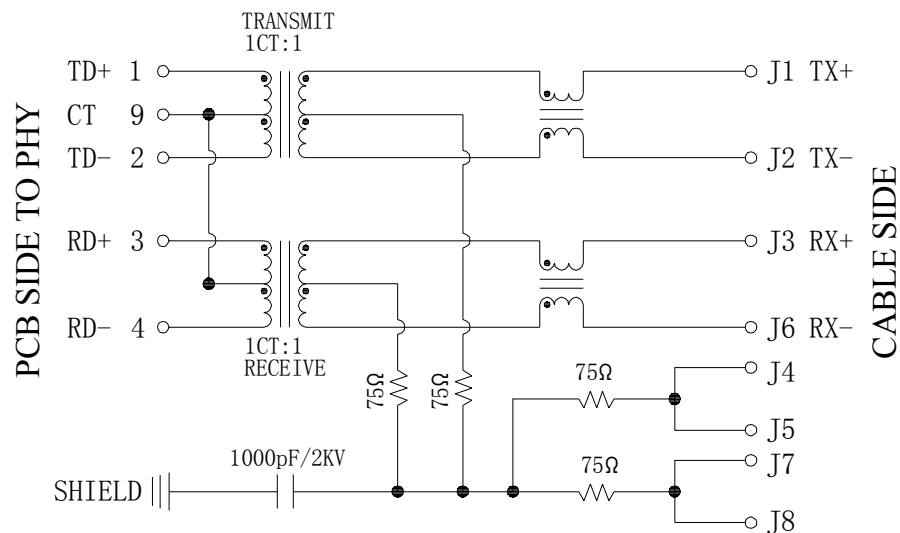 TRANSMIT
1CT:1
TD+ 1
CT 9
TD- 2
J1 TX+
J2 TX-
RD+ 3
RD- 4
J3 RX+
J6 RX-
1CT:1
RECEIVE
PCB SIDE TO PHY
CABLE SIDE
75Ω
75Ω
75Ω
J4
J5
1000pF/2KV
75Ω
J7
SHIELD
J8